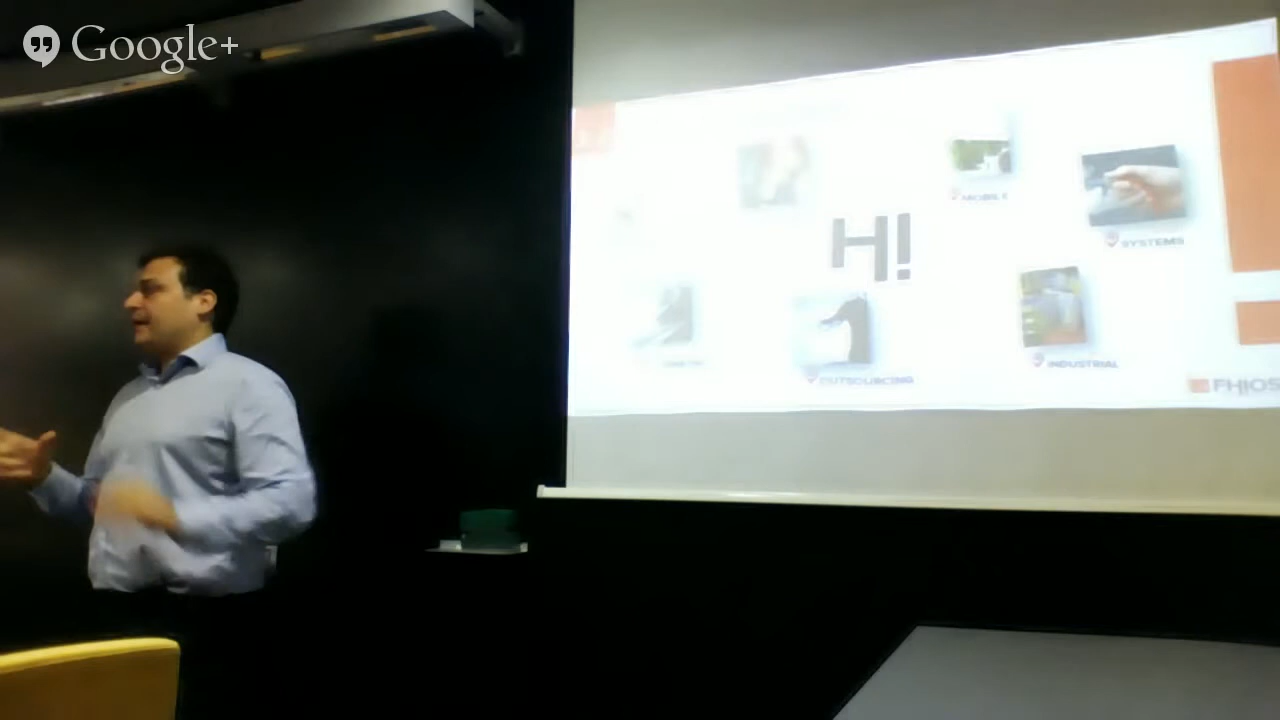 Google+
MOBILE
H!
SYSTEMS
OUTSOURCING
INDUSTRIAL
FHIOS